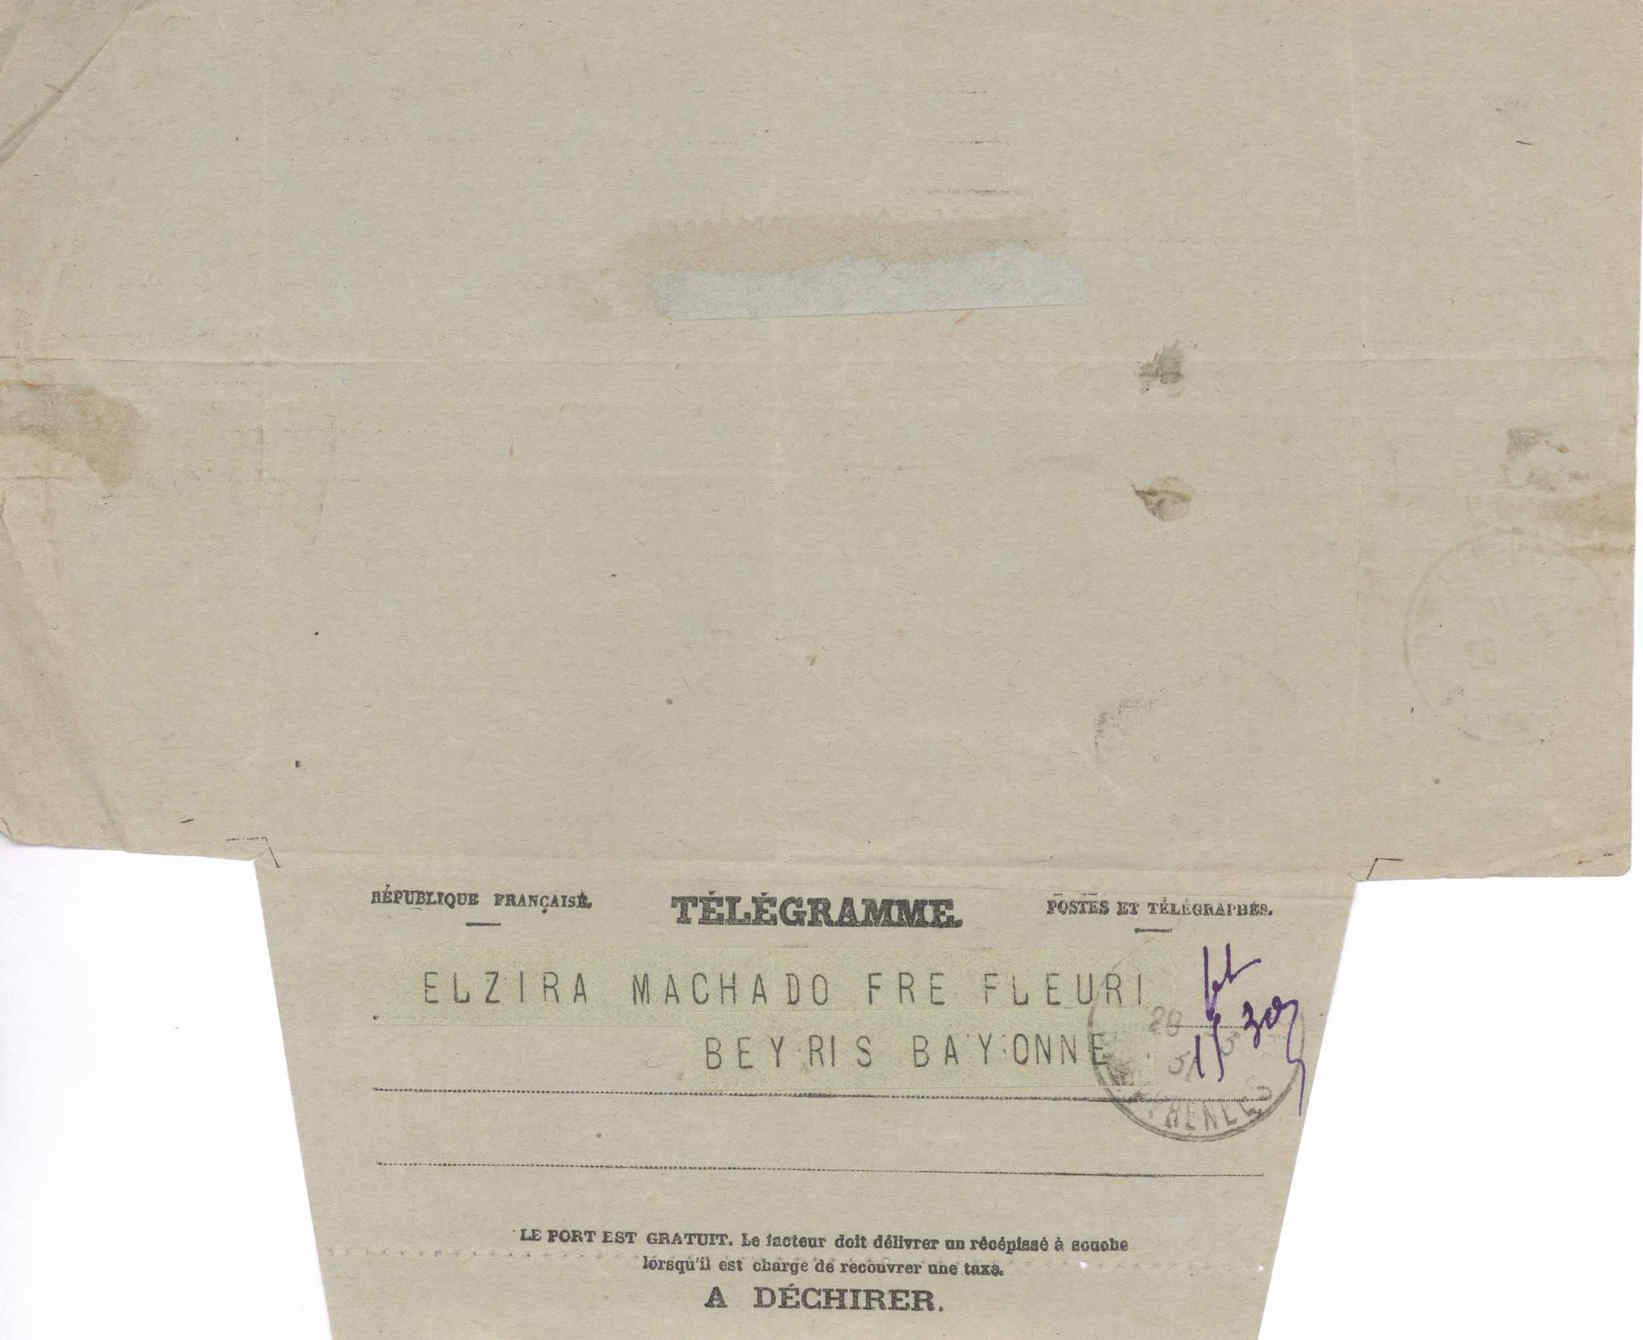 RÉPUBLIQUE FRANÇAISE.
TÉLÉGRAMME.
POSTES ET TÉLÉGRAPHES.
ELZIRA MACHADO FRE FLEURI
BEYRIS BAYONNE
LE PORT EST GRATUIT. Le facteur doit délivrer un récépissé à souche
lorsqu'il est chargé de recouvrer une taxe.
A DÉCHIRER.